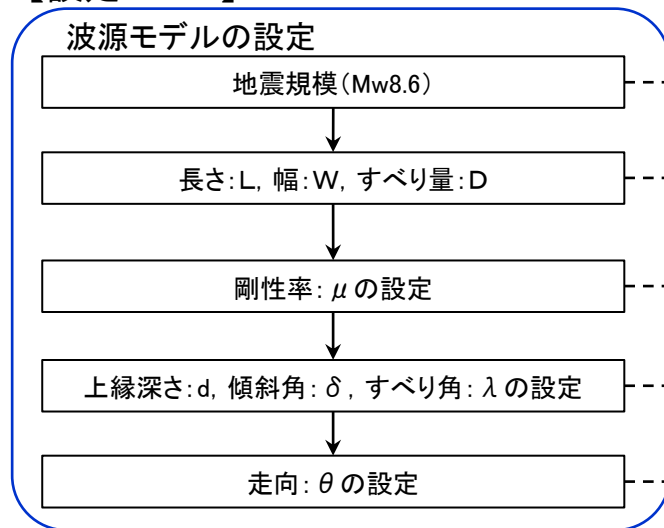 波源モデルの設定
地震規模(Mw8.6)
長さ:L, 幅:W, すべり量:D
剛性率:μの設定
上縁深さ:d, 傾斜角:δ, すべり角:λの設定
走向:θの設定